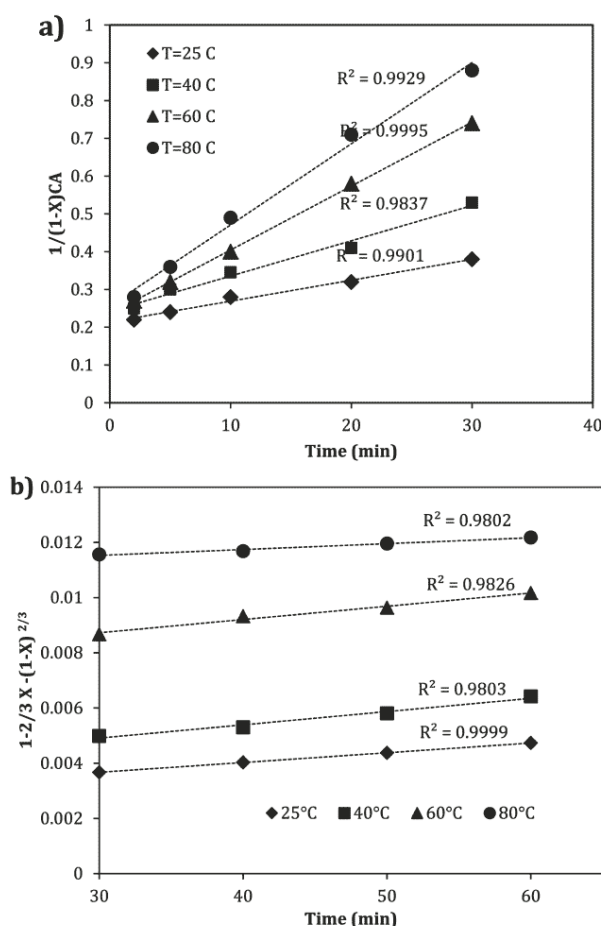 a)
T=25 C
T=40 C
T=60 C
T=80 C
R² = 0.9929
R² = 0.9995
R² = 0.9837
R² = 0.9901
1/(1-X)CA
1
0.9
0.8
0.7
0.6
0.5
0.4
0.3
0.2
0.1
0
0 10 20 30 40
Time (min)
b)
0.014
0.012
0.01
0.008
0.006
0.004
0.002
0
1-2/3 X -(1-X) ²/³
R² = 0.9802
R² = 0.9826
R² = 0.9803
R² = 0.9999
25°C 40°C 60°C 80°C
30 40 50 60
Time (min)